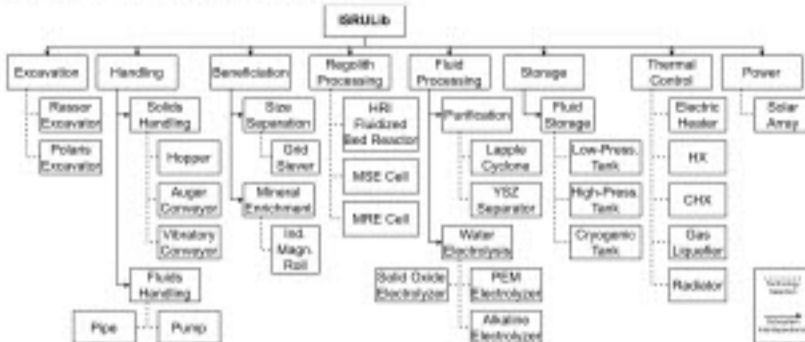 ISRULib
Excavation
Handling
Beneficiation
Regolith
Processing
Fluid
Processing
Storage
Thermal
Control
Power
Rassor
Excavator
Polaris
Excavator
Solids
Handling
Hopper
Auger
Conveyor
Vibratory
Conveyor
Fluids
Handling
Pipe
Pump
Size
Separation
Grid
Siever
Mineral
Enrichment
Ind.
Magn.
Roll
HRI
Fluidized
Bed Reactor
MSE Cell
MRE Cell
Purification
Lapple
Cyclone
YSZ
Separator
Water
Electrolysis
Solid Oxide
Electrolyzer
PEM
Electrolyzer
Alkaline
Electrolyzer
Fluid
Storage
Low-Press.
Tank
High-Press.
Tank
Cryogenic
Tank
Electric
Heater
HX
CHX
Gas
Liquefier
Radiator
Solar
Array
Technology
Selection